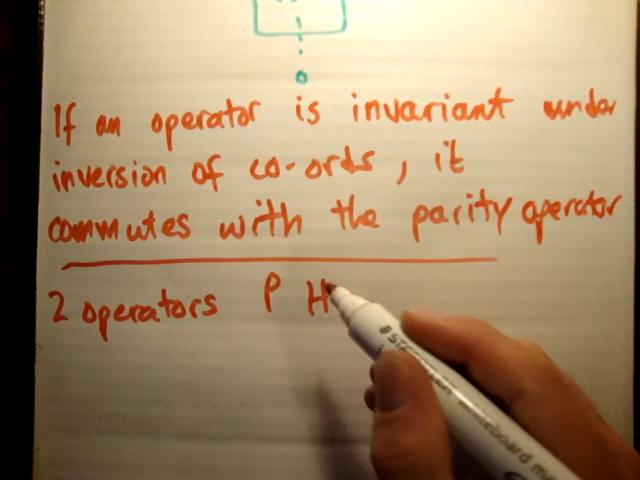 If an operator is invariant under
inversion of co-ords, it
commutes with the parity operator
2 operators P H